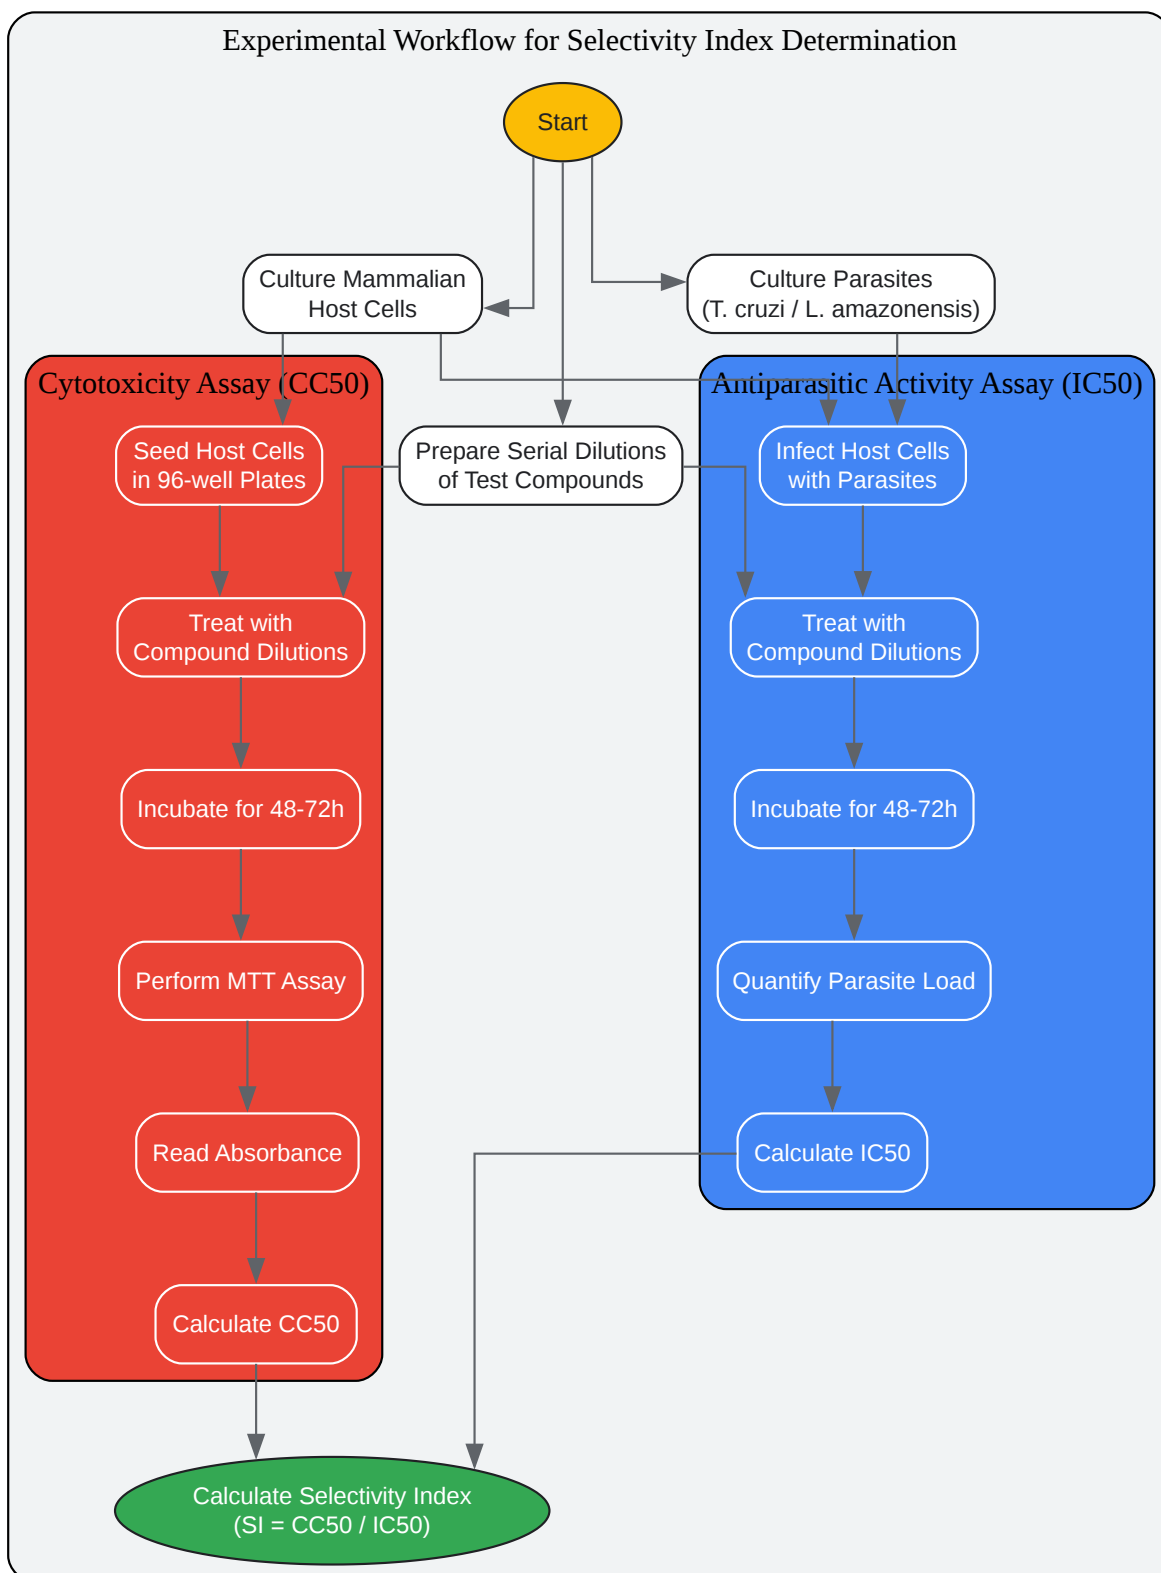 Experimental Workflow for Selectivity Index Determination
Start
Culture Mammalian
Host Cells
Culture Parasites
(T. cruzi / L. amazonensis)
Cytotoxicity Assay (CC50)
Antiparasitic Activity Assay (IC50)
Seed Host Cells
in 96-well Plates
Prepare Serial Dilutions
of Test Compounds
Infect Host Cells
with Parasites
Treat with
Compound Dilutions
Treat with
Compound Dilutions
Incubate for 48-72h
Incubate for 48-72h
Perform MTT Assay
Quantify Parasite Load
Read Absorbance
Calculate IC50
Calculate CC50
Calculate Selectivity Index
(SI = CC50 / IC50)